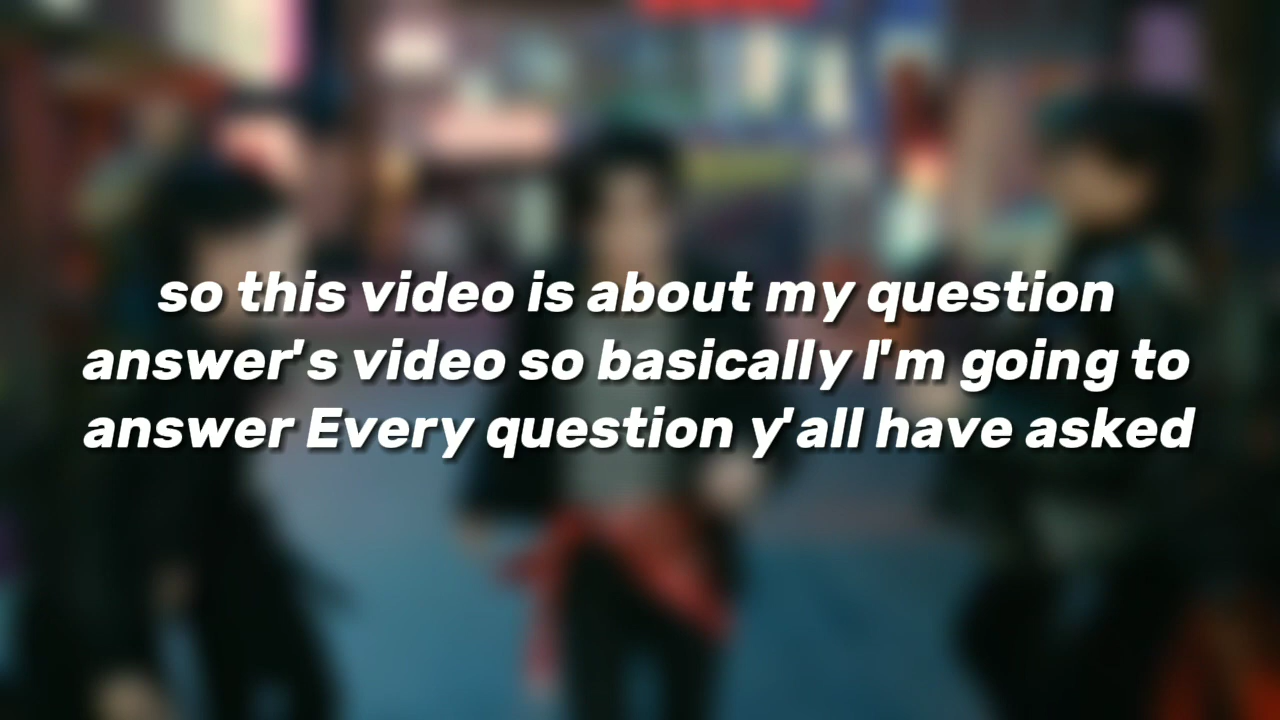 so this video is about my question
answer's video so basically I'm going to
answer Every question y'all have asked